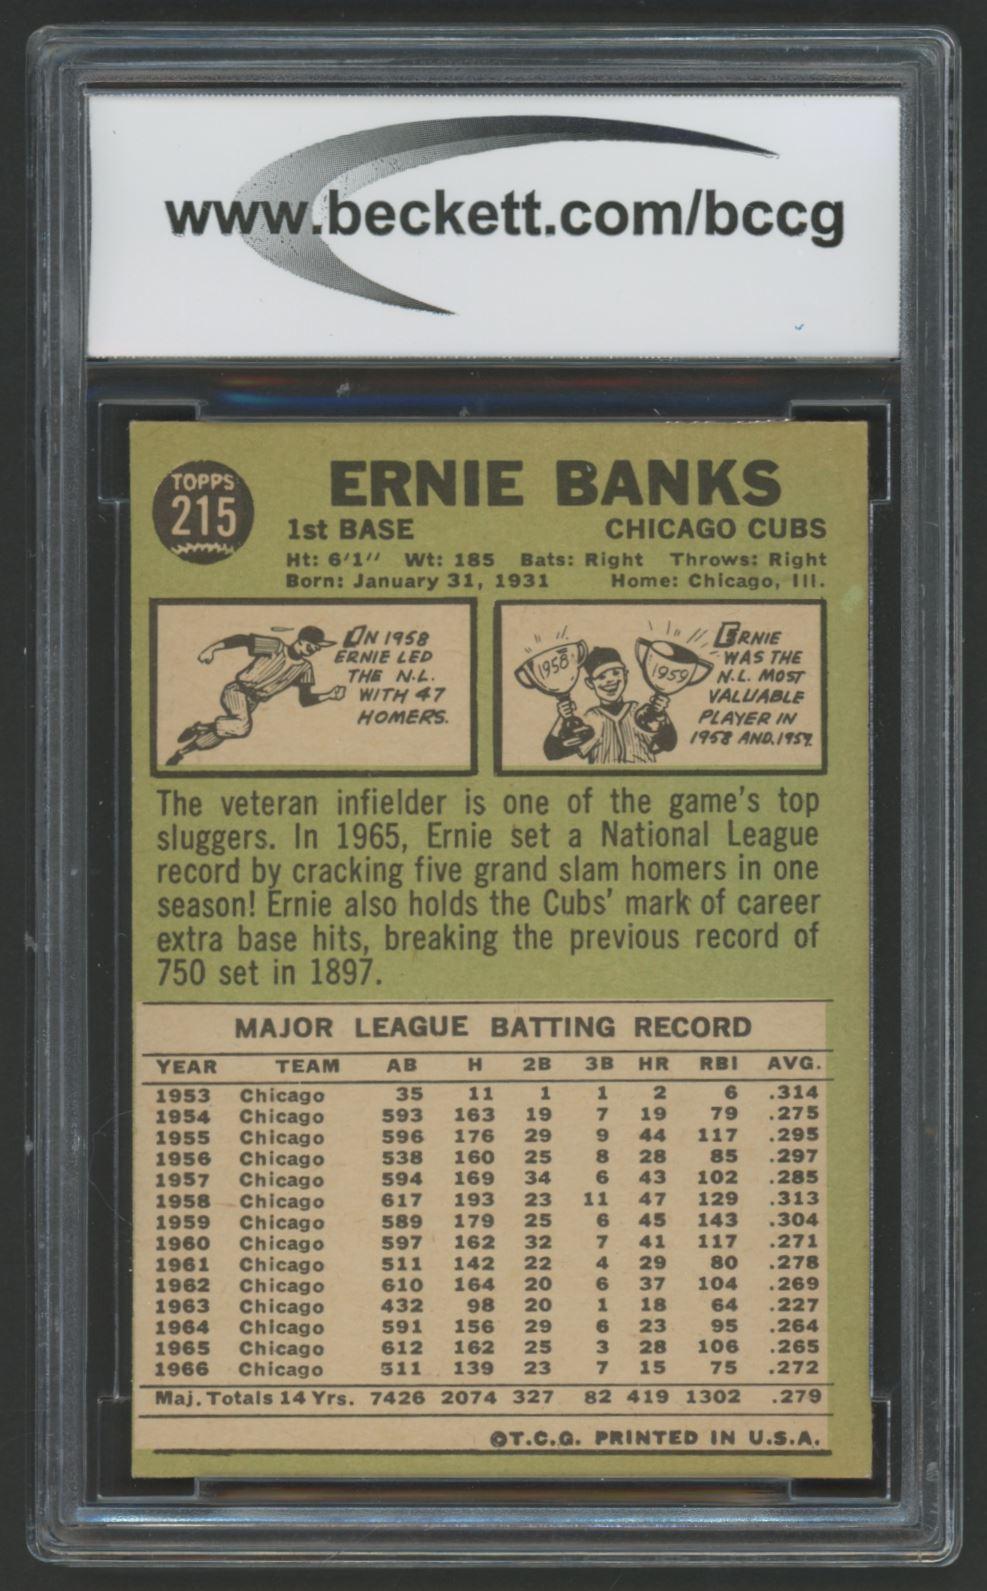 www.beckett.com/bccg
TOPPS
215
ERNIE BANKS
1st BASE CHICAGO CUBS
Ht: 6'1" Wt: 185 Bats: Right Throws: Right
Born: January 31, 1931 Home: Chicago, Ill.
ON 1958
ERNIE LED
THE N.L.
WITH 47
HOMERS.
1958
1959
ERNIE
WAS THE
N.L. MOST
VALUABLE
PLAYER IN
1958 AND 1959.
The veteran infielder is one of the game's top
sluggers. In 1965, Ernie set a National League
record by cracking five grand slam homers in one
season! Ernie also holds the Cubs' mark of career
extra base hits, breaking the previous record of
750 set in 1897.
MAJOR LEAGUE BATTING RECORD
YEAR TEAM AB H 2B 3B HR RBI AVG.
1953 Chicago 35 11 1 1 2 6 .314
1954 Chicago 593 163 19 7 19 79 .275
1955 Chicago 596 176 29 9 44 117 .295
1956 Chicago 538 160 25 8 28 85 .297
1957 Chicago 594 169 34 6 43 102 .285
1958 Chicago 617 193 23 11 47 129 .313
1959 Chicago 589 179 25 6 45 143 .304
1960 Chicago 597 162 32 7 41 117 .271
1961 Chicago 511 142 22 4 29 80 .278
1962 Chicago 610 164 20 6 37 104 .269
1963 Chicago 432 98 20 1 18 64 .227
1964 Chicago 591 156 29 6 23 95 .264
1965 Chicago 612 162 25 3 28 106 .265
1966 Chicago 511 139 23 7 15 75 .272
Maj. Totals 14 Yrs. 7426 2074 327 82 419 1302 .279
©T.C.G. PRINTED IN U.S.A.